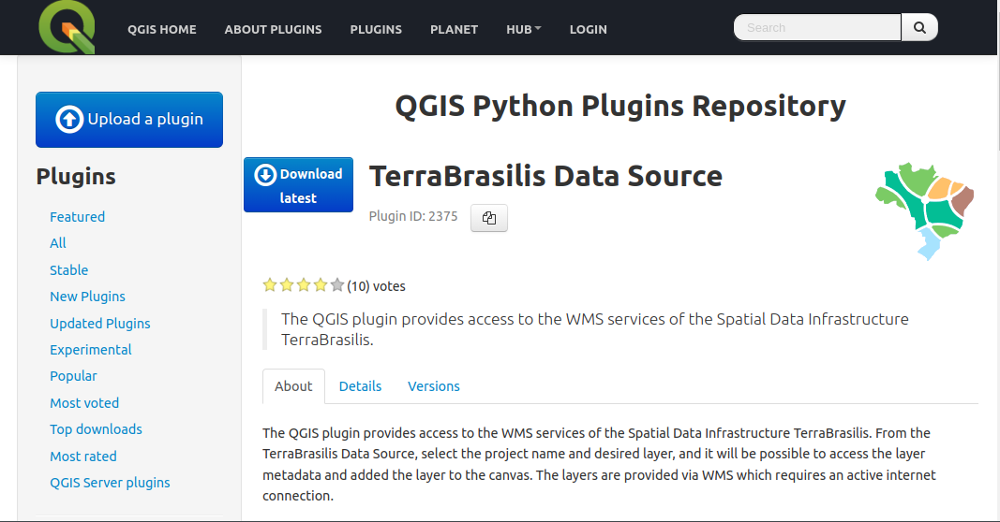 QGIS HOME ABOUT PLUGINS PLUGINS PLANET HUB LOGIN Search
Upload a plugin
Plugins
Featured
All
Stable
New Plugins
Updated Plugins
Experimental
Popular
Most voted
Top downloads
Most rated
QGIS Server plugins
QGIS Python Plugins Repository
Download
latest
TerraBrasilis Data Source
Plugin ID: 2375
(10) votes
The QGIS plugin provides access to the WMS services of the Spatial Data Infrastructure
TerraBrasilis.
About Details Versions
The QGIS plugin provides access to the WMS services of the Spatial Data Infrastructure TerraBrasilis. From the
TerraBrasilis Data Source, select the project name and desired layer, and it will be possible to access the layer
metadata and added the layer to the canvas. The layers are provided via WMS which requires an active internet
connection.